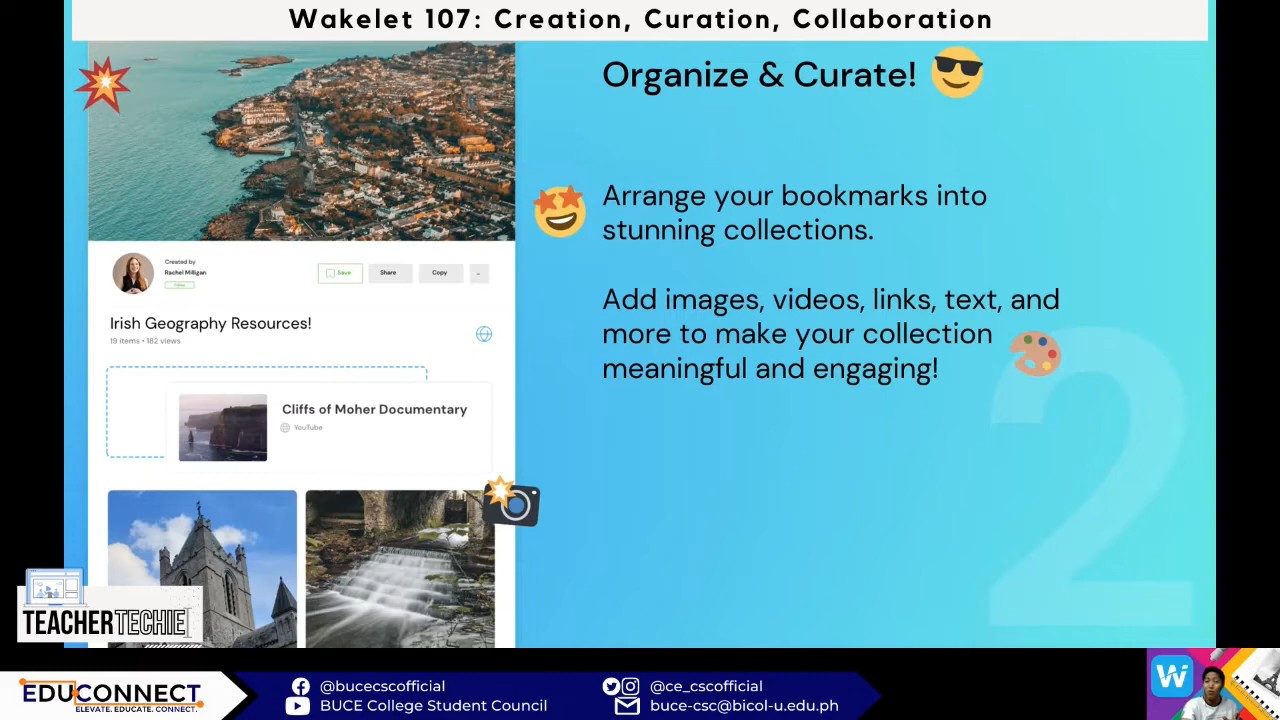 Wakelet 107: Creation, Curation, Collaboration
Organize & Curate!
Arrange your bookmarks into
stunning collections.
Add images, videos, links, text, and
more to make your collection
meaningful and engaging!
2
Created by
Rachel Milligan
Follow
Save
Share
Copy
...
Irish Geography Resources!
19 items • 182 views
Cliffs of Moher Documentary
YouTube
TEACHERTECHIE
EDUCONNECT
ELEVATE. EDUCATE. CONNECT.
@bucecscofficial
BUCE College Student Council
@ce_cscofficial
buce-csc@bicol-u.edu.ph
W